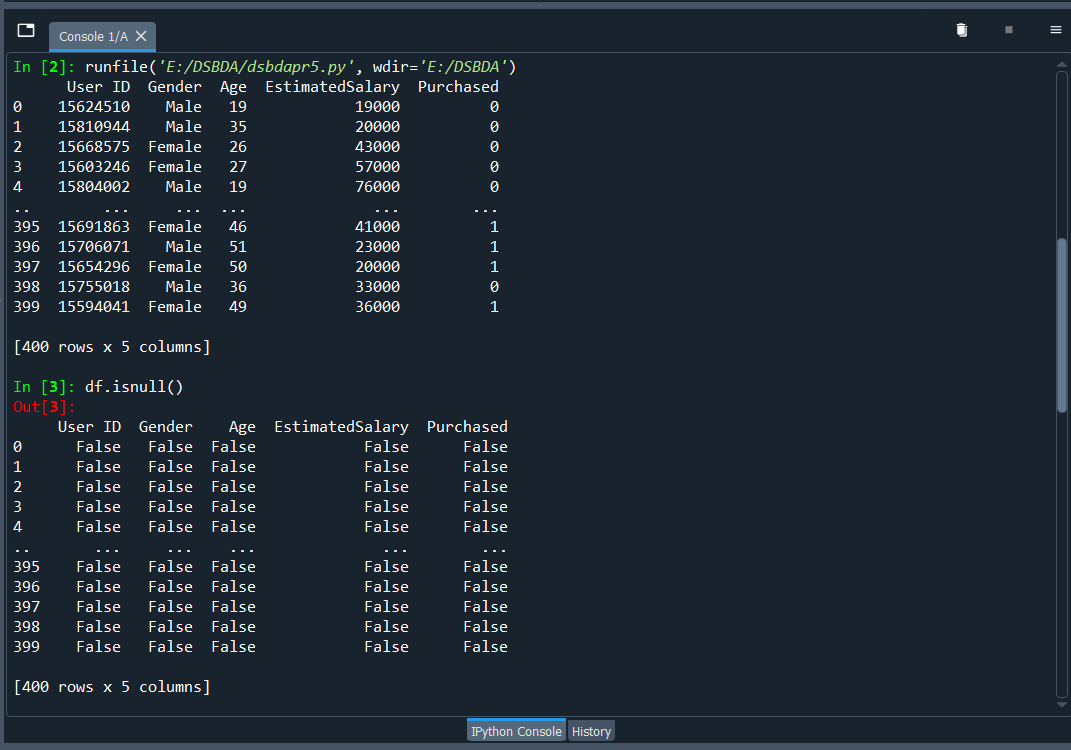 Console 1/A
In [2]: runfile('E:/DSBDA/dsbdapr5.py', wdir='E:/DSBDA')
      User ID  Gender  Age  EstimatedSalary  Purchased
0    15624510    Male   19            19000          0
1    15810944    Male   35            20000          0
2    15668575  Female   26            43000          0
3    15603246  Female   27            57000          0
4    15804002    Male   19            76000          0
..        ...     ...  ...              ...        ...
395  15691863  Female   46            41000          1
396  15706071    Male   51            23000          1
397  15654296  Female   50            20000          1
398  15755018    Male   36            33000          0
399  15594041  Female   49            36000          1
[400 rows x 5 columns]
In [3]: df.isnull()
Out[3]:
     User ID  Gender    Age  EstimatedSalary  Purchased
0      False   False  False            False      False
1      False   False  False            False      False
2      False   False  False            False      False
3      False   False  False            False      False
4      False   False  False            False      False
..       ...     ...    ...              ...        ...
395    False   False  False            False      False
396    False   False  False            False      False
397    False   False  False            False      False
398    False   False  False            False      False
399    False   False  False            False      False
[400 rows x 5 columns]
IPython Console History